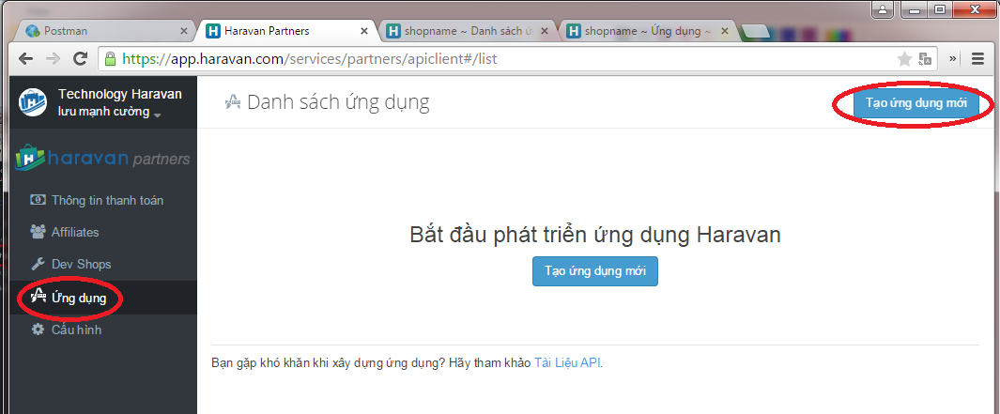 Postman
Haravan Partners
shopname ~ Danh sách ứ
shopname ~ Ứng dụng ~
https://app.haravan.com/services/partners/apiclient#/list
Technology Haravan
lưu mạnh cường
haravan partners
Thông tin thanh toán
Affiliates
Dev Shops
Ứng dụng
Cấu hình
Danh sách ứng dụng
Tạo ứng dụng mới
Bắt đầu phát triển ứng dụng Haravan
Tạo ứng dụng mới
Bạn gặp khó khăn khi xây dựng ứng dụng? Hãy tham khảo Tài Liệu API.